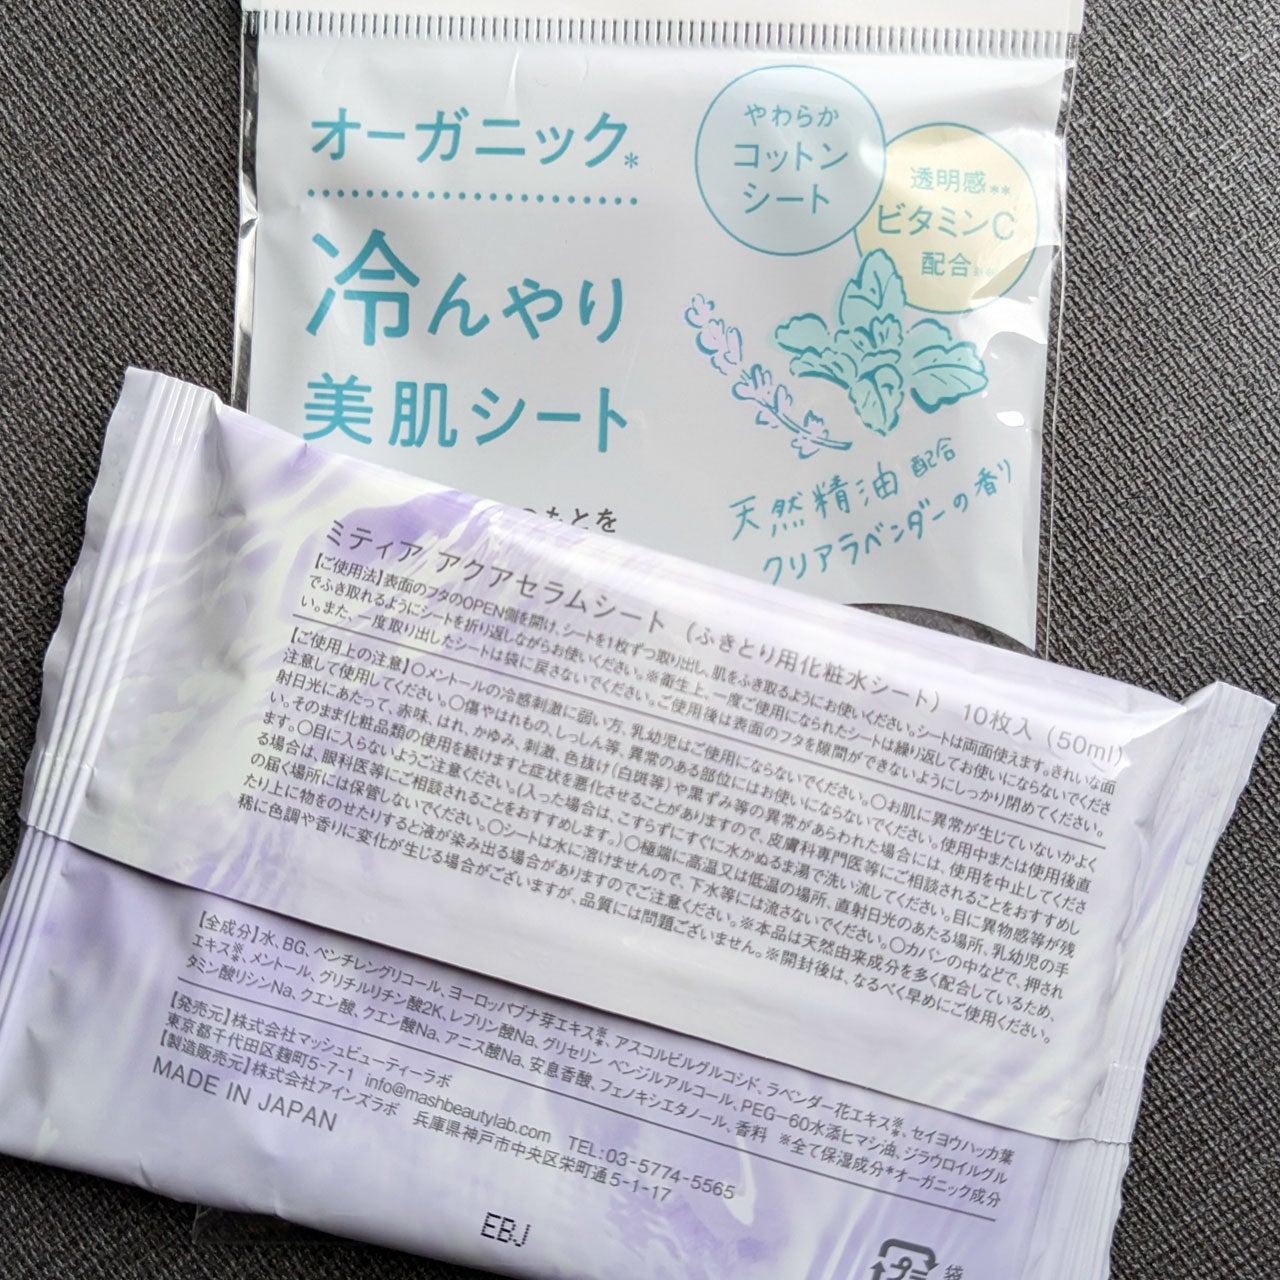 オーガニック*
冷んやり
美肌シート
やわらか
コットン
シート
透明感**
ビタミンC
配合
天然精油配合
クリアラベンダーの香り
のもとを
ミティア アクアセラムシート (ふきとり用化粧水シート) 10枚入 (50ml)
【ご使用法】表面のフタのOPEN側を開け、シートを1枚ずつ取り出し、肌をふき取るようにお使いください。シートは両面使えます。きれいな面
でふき取れるようにシートを折り返しながらお使いください。※衛生上、一度ご使用になられたシートは繰り返してお使いにならないでくださ
い。また、一度取り出したシートは袋に戻さないでください。ご使用後は表面のフタを隙間ができないようにしっかり閉めてください。
【ご使用上の注意】○メントールの冷感刺激に弱い方、乳幼児はご使用にならないでください。○お肌に異常が生じていないかよく
注意して使用してください。○傷やはれもの、しっしん等、異常のある部位にはお使いにならないでください。使用中または使用後直
射日光にあたって、赤味、はれ、かゆみ、刺激、色抜け(白斑等)や黒ずみ等の異常があらわれた場合には、使用を中止してくださ
い。そのまま化粧品類の使用を続けますと症状を悪化させることがありますので、皮膚科専門医等にご相談されることをおすすめし
ます。○目に入らないようご注意ください。(入った場合は、こすらずにすぐに水かぬるま湯で洗い流してください。目に異物感等が残
る場合は、眼科医等にご相談されることをおすすめします。)○極端に高温又は低温の場所、直射日光のあたる場所、乳幼児の手
の届く場所には保管しないでください。○シートは水に溶けませんので、下水等には流さないでください。○カバンの中などで、押され
たり上に物をのせたりすると液が染み出る場合がありますのでご注意ください。※本品は天然由来成分を多く配合しているため、
稀に色調や香りに変化が生じる場合がございますが、品質には問題ございません。※開封後は、なるべく早めにご使用ください。
【全成分】水、BG、ペンチレングリコール、ヨーロッパブナ芽エキス※*、アスコルビルグルコシド、ラベンダー花エキス※*、セイヨウハッカ葉
エキス※*、メントール、グリチルリチン酸2K、レブリン酸Na、グリセリン、ベンジルアルコール、PEG-60水添ヒマシ油、ジラウロイルグル
タミン酸リシンNa、クエン酸、クエン酸Na、アニス酸Na、安息香酸、フェノキシエタノール、香料 ※全て保湿成分*オーガニック成分
【発売元】株式会社マッシュビューティーラボ
東京都千代田区麹町5-7-1 info@mashbeautylab.com TEL:03-5774-5565
【製造販売元】株式会社アインズラボ 兵庫県神戸市中央区栄町通5-1-17
MADE IN JAPAN
EBJ
プラ
袋